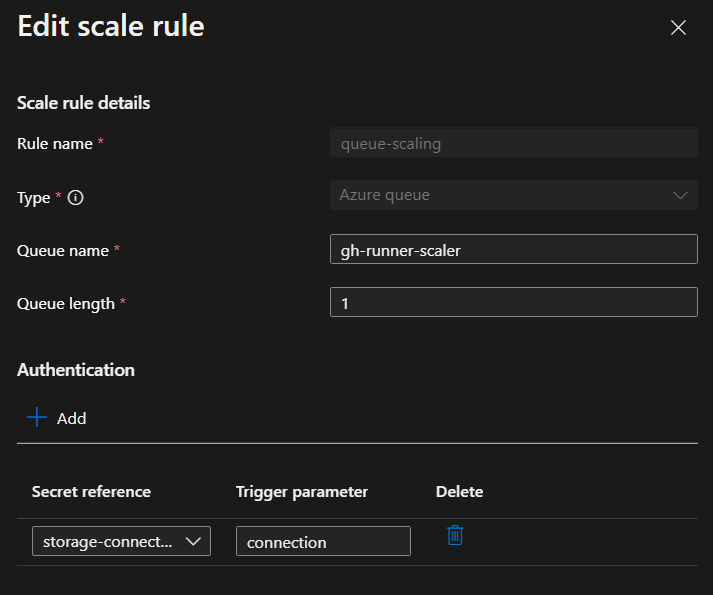 Edit scale rule
Scale rule details
Rule name *
queue-scaling
Type *
Azure queue
Queue name *
gh-runner-scaler
Queue length *
1
Authentication
Add
Secret reference Trigger parameter Delete
storage-connect... connection